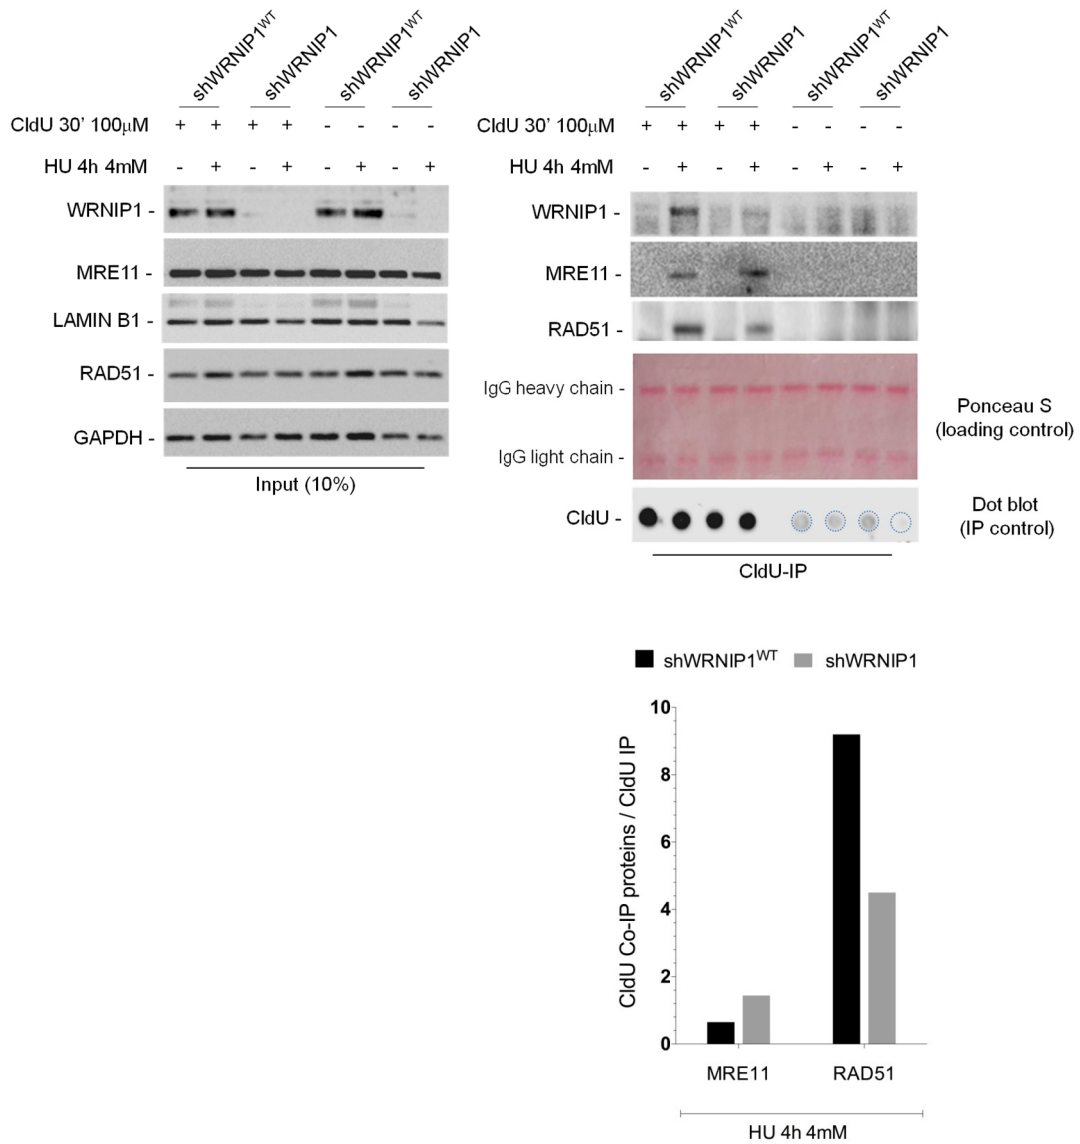 shWRNIP1WT shWRNIP1 shWRNIP1WT shWRNIP1
CldU 30’ 100µM + + + + - - - -
HU 4h 4mM - + - + - + - +
WRNIP1 -
MRE11 -
LAMIN B1 -
RAD51 -
GAPDH -
Input (10%)
shWRNIP1WT shWRNIP1 shWRNIP1WT shWRNIP1
CldU 30’ 100µM + + + + - - - -
HU 4h 4mM - + - + - + - +
WRNIP1 -
MRE11 -
RAD51 -
IgG heavy chain -
IgG light chain -
Ponceau S
(loading control)
CldU -
Dot blot
(IP control)
CldU-IP
shWRNIP1WT shWRNIP1
CldU Co-IP proteins / CldU IP
10
8
6
4
2
0
MRE11 RAD51
HU 4h 4mM